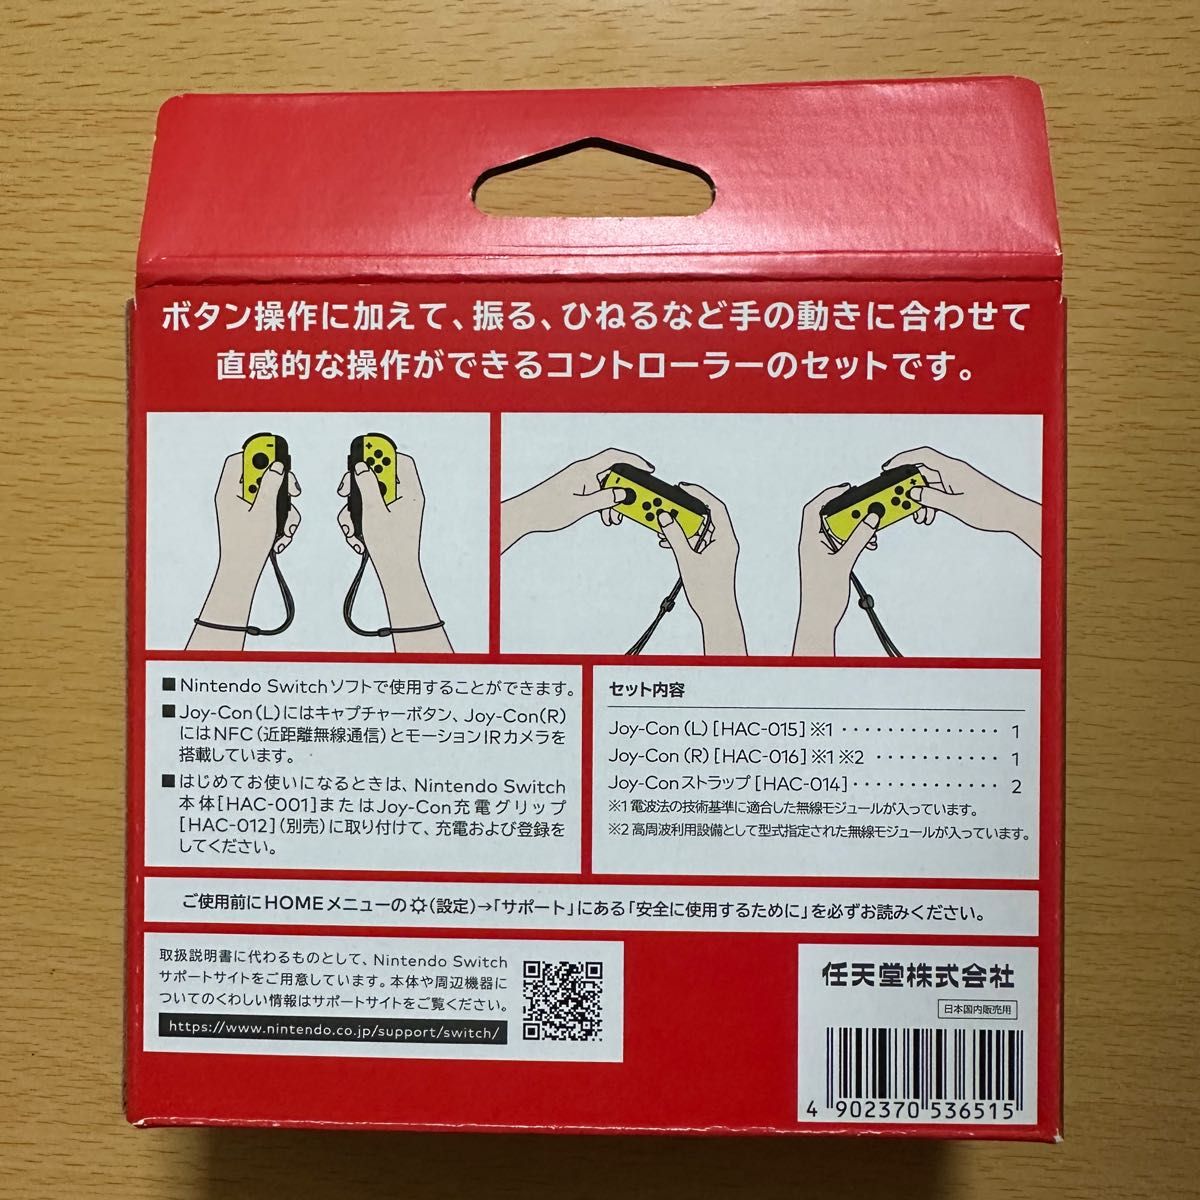 ボタン操作に加えて、振る、ひねるなど手の動きに合わせて
直感的な操作ができるコントローラーのセットです。
■Nintendo Switchソフトで使用することができます。
■Joy-Con(L)にはキャプチャーボタン、Joy-Con(R)
にはNFC(近距離無線通信)とモーションIRカメラを
搭載しています。
■はじめてお使いになるときは、Nintendo Switch
本体[HAC-001]またはJoy-Con充電グリップ
[HAC-012](別売)に取り付けて、充電および登録を
してください。
セット内容
Joy-Con(L)[HAC-015]※1 ・・・・・・・・・・・・・・ 1
Joy-Con(R)[HAC-016]※1※2 ・・・・・・・・・・・・ 1
Joy-Conストラップ[HAC-014]・・・・・・・・・・・・・ 2
※1 電波法の技術基準に適合した無線モジュールが入っています。
※2 高周波利用設備として型式指定された無線モジュールが入っています。
ご使用前にHOMEメニューの(設定)→「サポート」にある「安全に使用するために」を必ずお読みください。
取扱説明書に代わるものとして、Nintendo Switch
サポートサイトをご用意しています。本体や周辺機器に
ついてのくわしい情報はサポートサイトをご覧ください。
https://www.nintendo.co.jp/support/switch/
任天堂株式会社
日本国内販売用
4 902370 536515